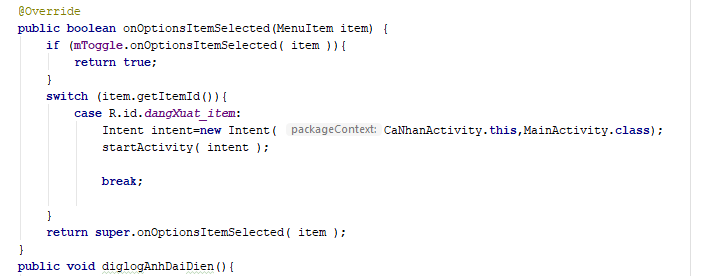 @Override
public boolean onOptionsItemSelected(MenuItem item) {
if (mToggle.onOptionsItemSelected( item )){
return true;
}
switch (item.getItemId()){
case R.id.dangXuat_item:
Intent intent=new Intent( packageContext: CaNhanActivity.this,MainActivity.class);
startActivity( intent );
break;
}
return super.onOptionsItemSelected( item );
}
public void diglogAnhDaiDien(){